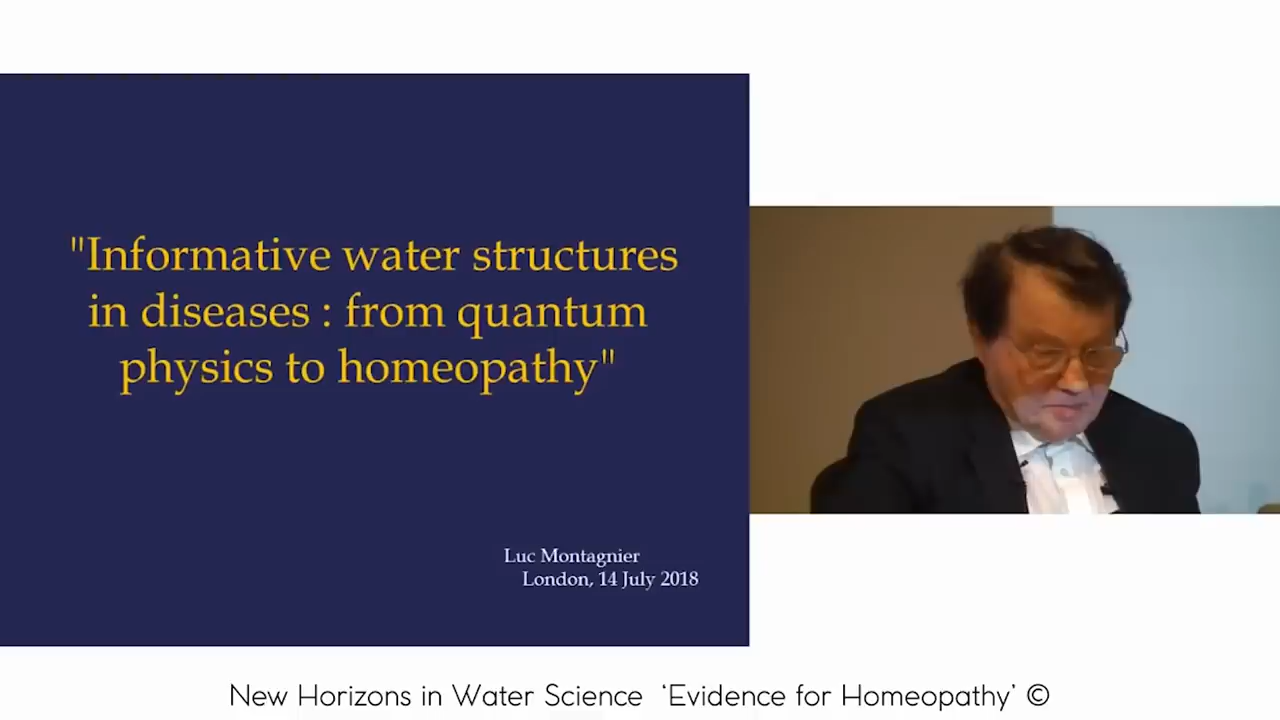 "Informative water structures
in diseases : from quantum
physics to homeopathy"
Luc Montagnier
London, 14 July 2018
New Horizons in Water Science ‘Evidence for Homeopathy’ ©